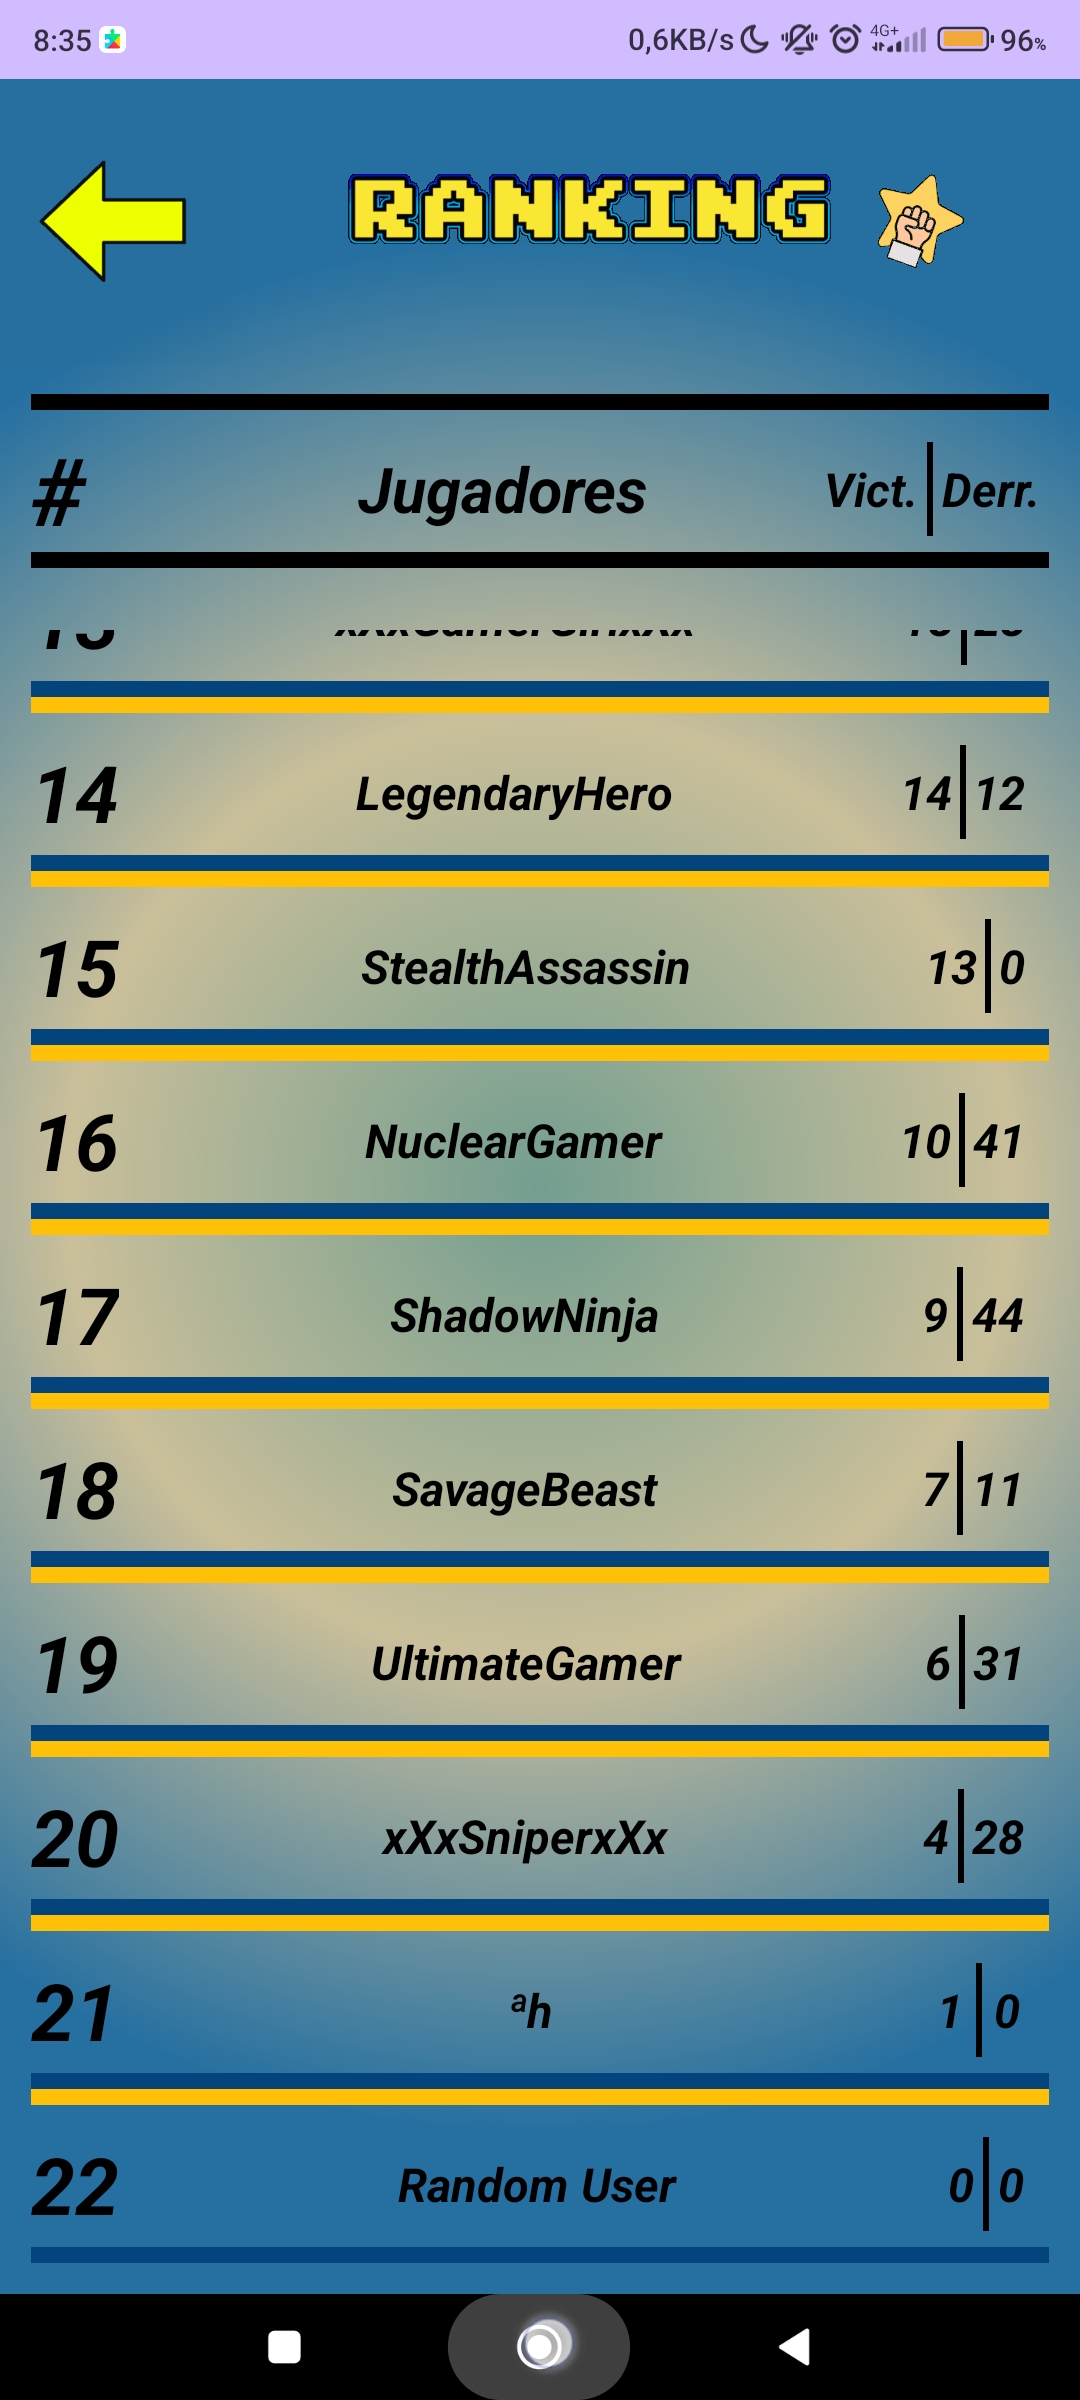 8:35 0,6KB/s 4G+ 96%
RANKING
# Jugadores Vict. Derr.
14 LegendaryHero 14 12
15 StealthAssassin 13 0
16 NuclearGamer 10 41
17 ShadowNinja 9 44
18 SavageBeast 7 11
19 UltimateGamer 6 31
20 xXxSniperxXx 4 28
21 ªh 1 0
22 Random User 0 0